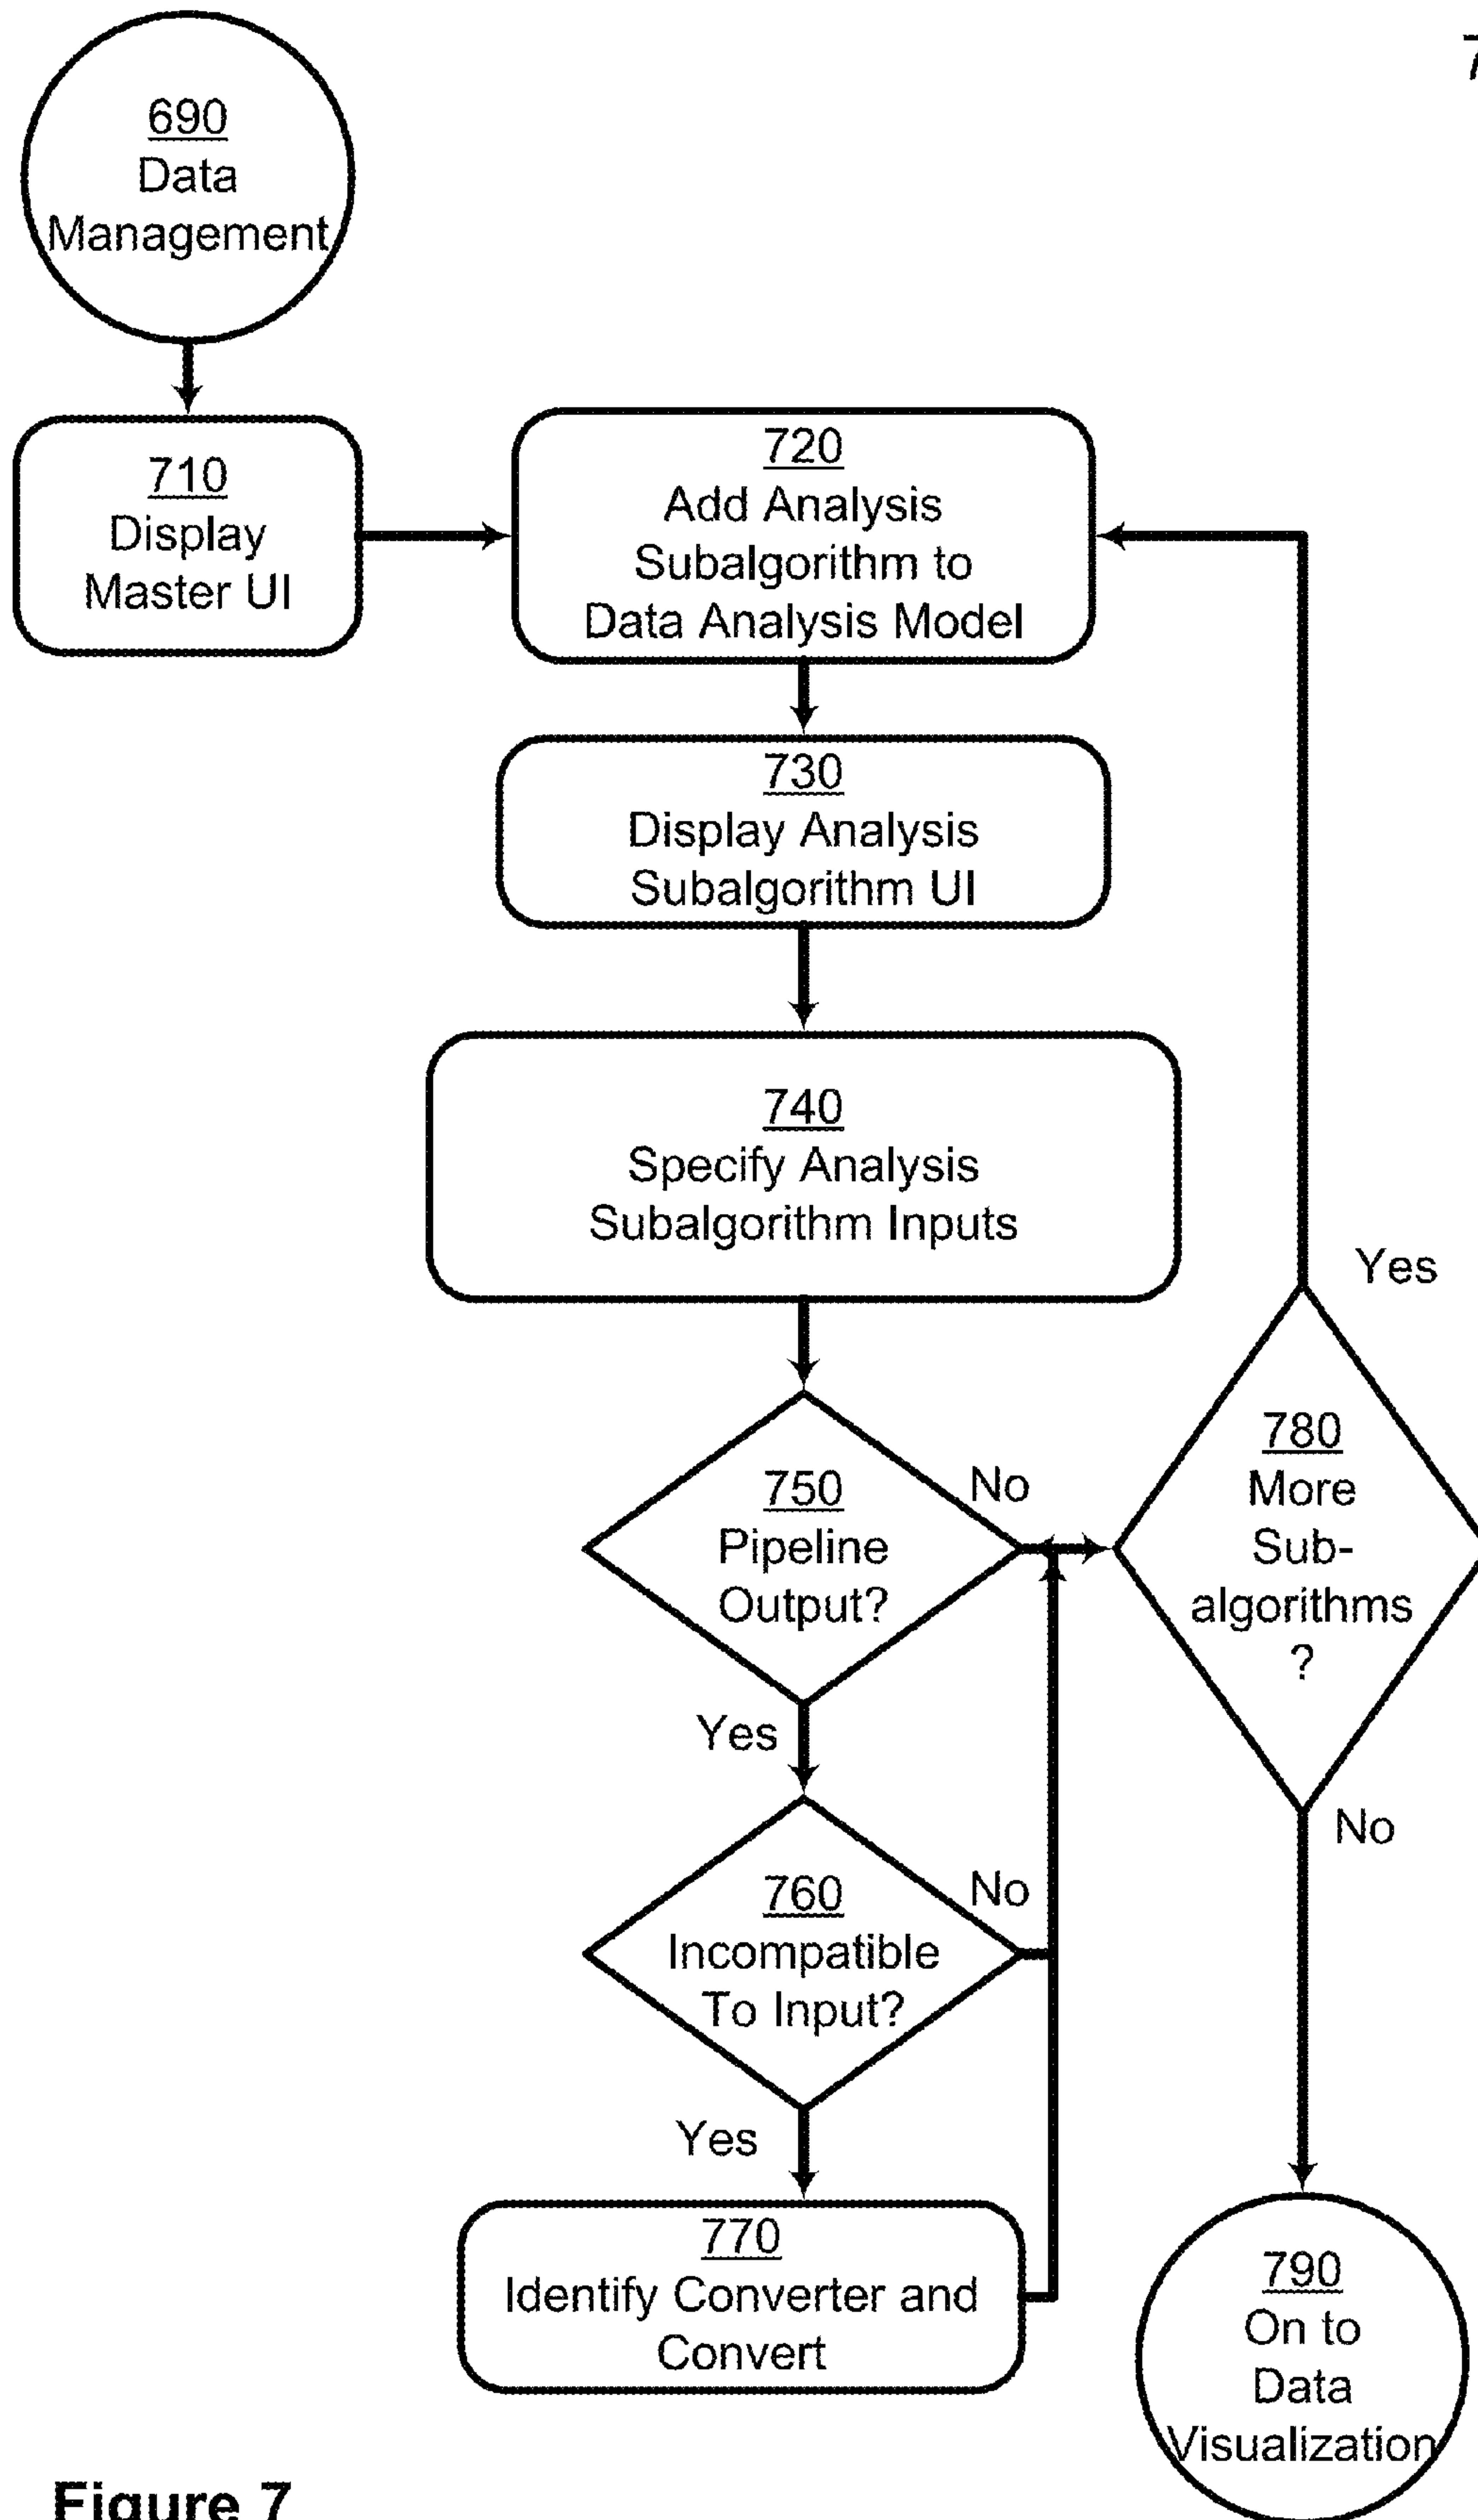 7
690
Data
Management
710
Display
Master UI
720
Add Analysis
Subalgorithm to
Data Analysis Model
730
Display Analysis
Subalgorithm UI
740
Specify Analysis
Subalgorithm Inputs
Yes
750
Pipeline
Output?
No
780
More
Sub-
algorithms
?
Yes
No
760
Incompatible
To Input?
No
Yes
770
Identify Converter and
Convert
790
On to
Data
Visualization
Figure 7